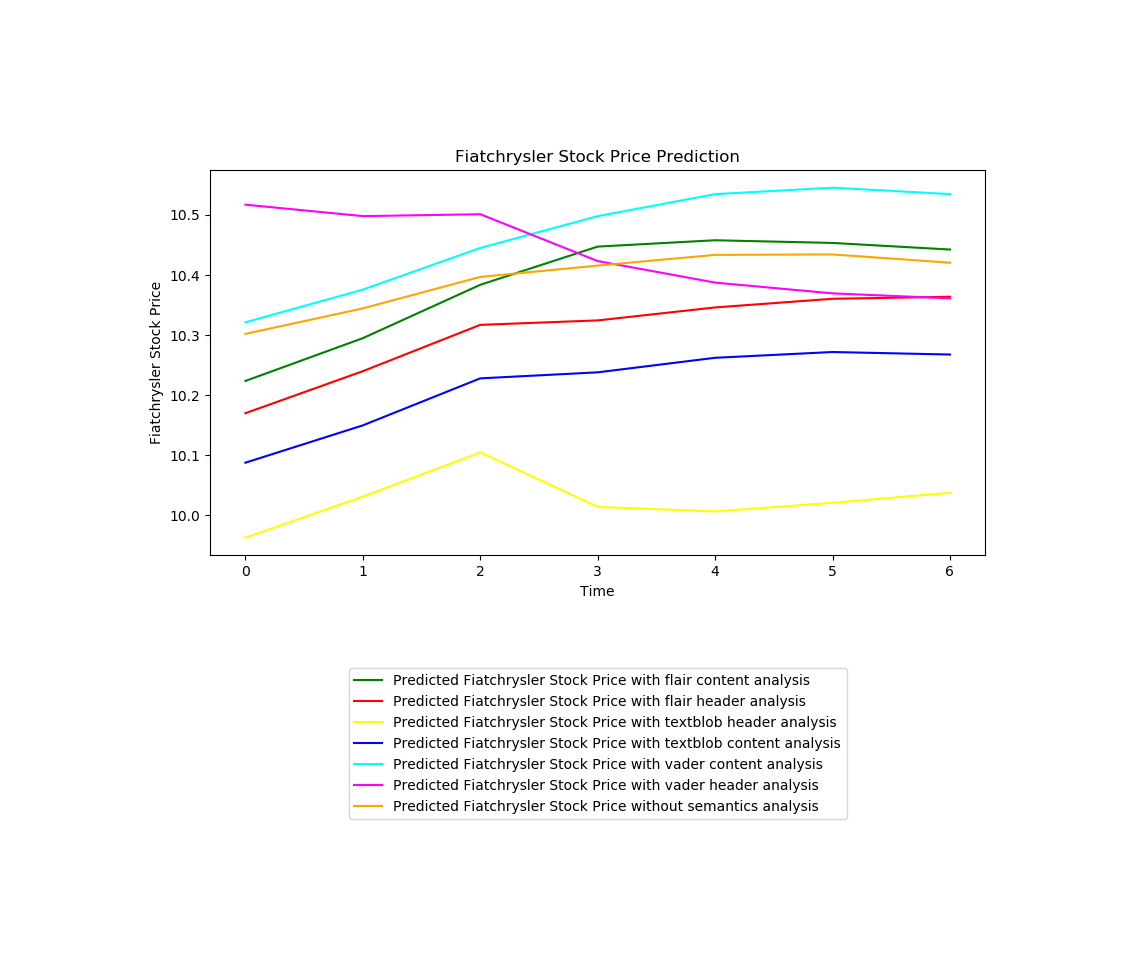 Fiatchrysler Stock Price Prediction
Fiatchrysler Stock Price
10.5
10.4
10.3
10.2
10.1
10.0
0 1 2 3 4 5 6
Time
Predicted Fiatchrysler Stock Price with flair content analysis
Predicted Fiatchrysler Stock Price with flair header analysis
Predicted Fiatchrysler Stock Price with textblob header analysis
Predicted Fiatchrysler Stock Price with textblob content analysis
Predicted Fiatchrysler Stock Price with vader content analysis
Predicted Fiatchrysler Stock Price with vader header analysis
Predicted Fiatchrysler Stock Price without semantics analysis